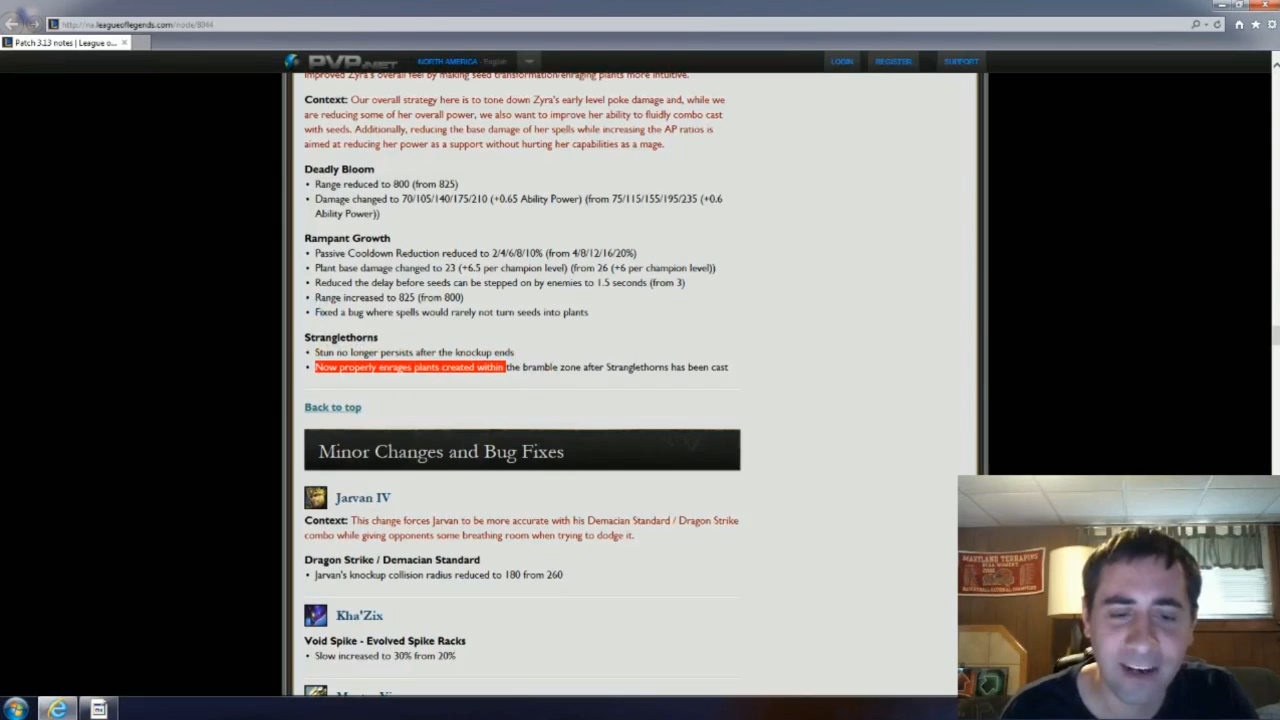 http://na.leagueoflegends.com/node/8044
Patch 3.13 notes | League o...
PVP.NET
NORTH AMERICA - English
LOGIN
REGISTER
SUPPORT
improved Zyra's overall feel by making seed transformation/enraging plants more intuitive.
Context: Our overall strategy here is to tone down Zyra's early level poke damage and, while we
are reducing some of her overall power, we also want to improve her ability to fluidly combo cast
with seeds. Additionally, reducing the base damage of her spells while increasing the AP ratios is
aimed at reducing her power as a support without hurting her capabilities as a mage.
Deadly Bloom
• Range reduced to 800 (from 825)
• Damage changed to 70/105/140/175/210 (+0.65 Ability Power) (from 75/115/155/195/235 (+0.6
Ability Power))
Rampant Growth
• Passive Cooldown Reduction reduced to 2/4/6/8/10% (from 4/8/12/16/20%)
• Plant base damage changed to 23 (+6.5 per champion level) (from 26 (+6 per champion level))
• Reduced the delay before seeds can be stepped on by enemies to 1.5 seconds (from 3)
• Range increased to 825 (from 800)
• Fixed a bug where spells would rarely not turn seeds into plants
Stranglethorns
• Stun no longer persists after the knockup ends
• Now properly enrages plants created within the bramble zone after Stranglethorns has been cast
Back to top
Minor Changes and Bug Fixes
Jarvan IV
Context: This change forces Jarvan to be more accurate with his Demacian Standard / Dragon Strike
combo while giving opponents some breathing room when trying to dodge it.
Dragon Strike / Demacian Standard
• Jarvan's knockup collision radius reduced to 180 from 260
Kha'Zix
Void Spike - Evolved Spike Racks
• Slow increased to 30% from 20%
MARYLAND TERRAPINS